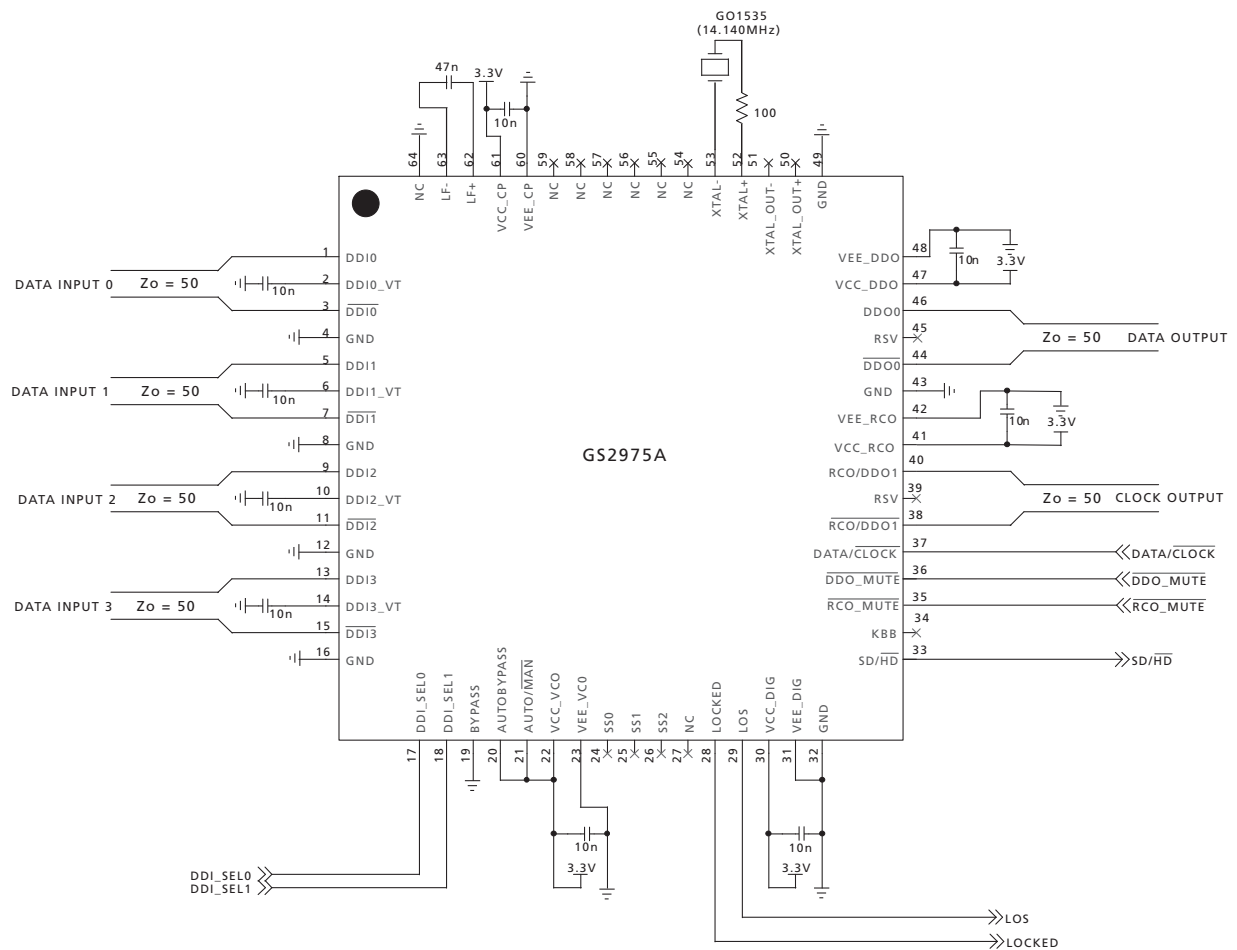 GO1535
(14.140MHz)
47n
3.3V
10n
100
64 63 62 61 60 59 58 57 56 55 54 53 52 51 50 49
NC LF- LF+ VCC_CP VEE_CP NC NC NC NC NC NC XTAL- XTAL+ XTAL_OUT- XTAL_OUT+ GND
DATA INPUT 0 Zo = 50
1 DDI0
2 DDI0_VT
10n
3 DDI0
4 GND
DATA INPUT 1 Zo = 50
5 DDI1
6 DDI1_VT
10n
7 DDI1
8 GND
DATA INPUT 2 Zo = 50
9 DDI2
10 DDI2_VT
10n
11 DDI2
12 GND
DATA INPUT 3 Zo = 50
13 DDI3
14 DDI3_VT
10n
15 DDI3
16 GND
GS2975A
VEE_DDO 48
10n 3.3V
VCC_DDO 47
DDO0 46
RSV 45
Zo = 50 DATA OUTPUT
DDO0 44
GND 43
VEE_RCO 42
10n 3.3V
VCC_RCO 41
RCO/DDO1 40
RSV 39
Zo = 50 CLOCK OUTPUT
RCO/DDO1 38
DATA/CLOCK 37 DATA/CLOCK
DDO_MUTE 36 DDO_MUTE
RCO_MUTE 35 RCO_MUTE
KBB 34
SD/HD 33 SD/HD
DDI_SEL0 DDI_SEL1 BYPASS AUTOBYPASS AUTO/MAN VCC_VCO VEE_VC0 SS0 SS1 SS2 NC LOCKED LOS VCC_DIG VEE_DIG GND
17 18 19 20 21 22 23 24 25 26 27 28 29 30 31 32
10n
3.3V
10n
3.3V
DDI_SEL0
DDI_SEL1
LOS
LOCKED